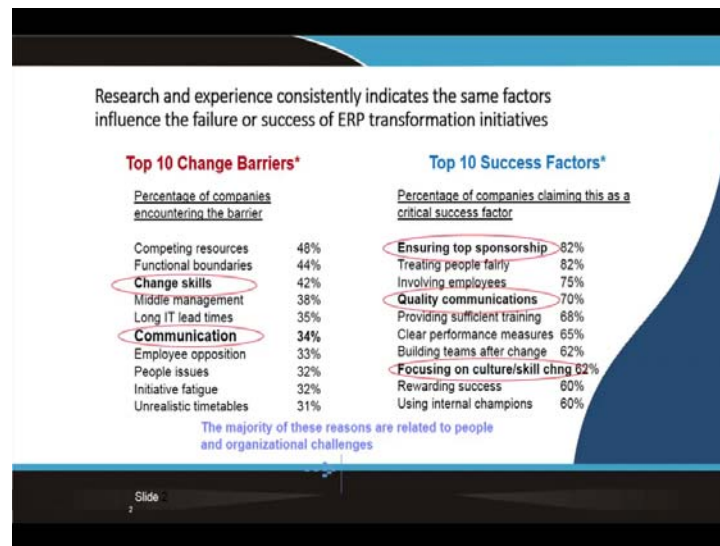 Research and experience consistently indicates the same factors
influence the failure or success of ERP transformation initiatives
Top 10 Change Barriers*
Percentage of companies
encountering the barrier
Competing resources 48%
Functional boundaries 44%
Change skills 42%
Middle management 38%
Long IT lead times 35%
Communication 34%
Employee opposition 33%
People issues 32%
Initiative fatigue 32%
Unrealistic timetables 31%
Top 10 Success Factors*
Percentage of companies claiming this as a
critical success factor
Ensuring top sponsorship 82%
Treating people fairly 82%
Involving employees 75%
Quality communications 70%
Providing sufficient training 68%
Clear performance measures 65%
Building teams after change 62%
Focusing on culture/skill chng 62%
Rewarding success 60%
Using internal champions 60%
The majority of these reasons are related to people
and organizational challenges
Slide 2
2